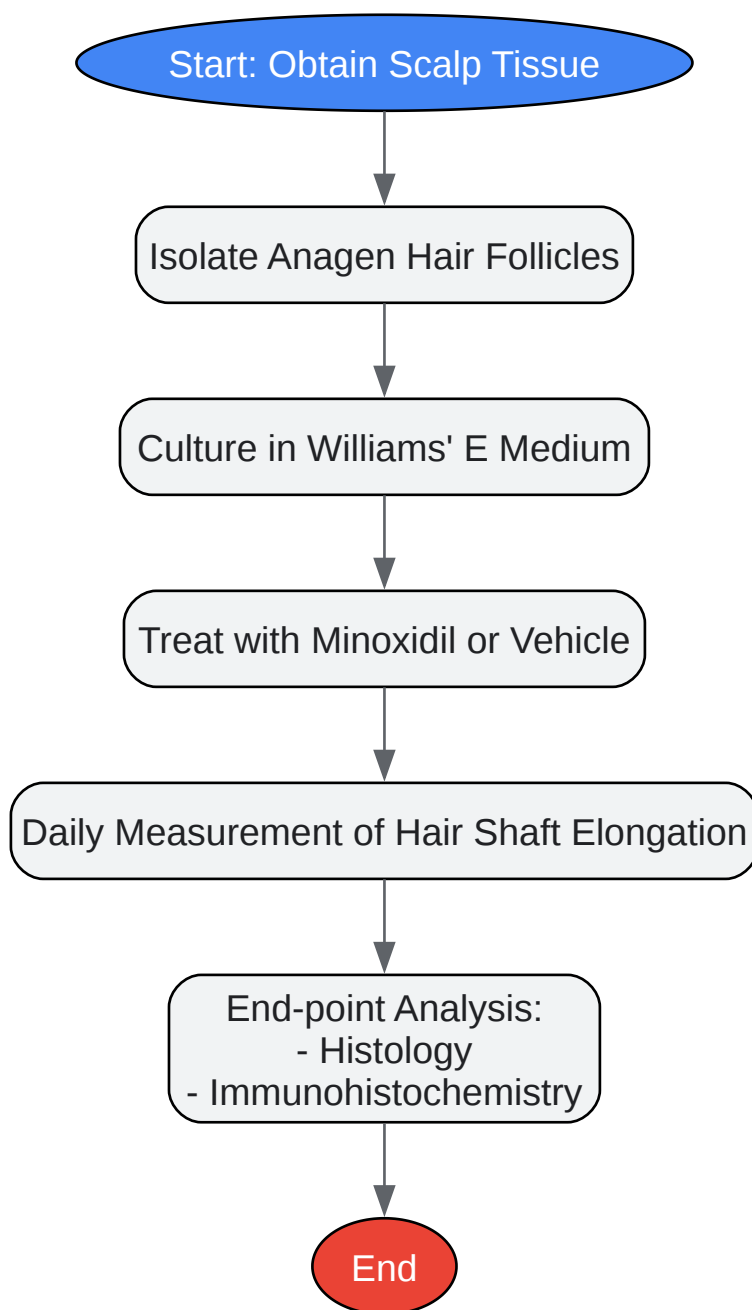 Start: Obtain Scalp Tissue
Isolate Anagen Hair Follicles
Culture in Williams' E Medium
Treat with Minoxidil or Vehicle
Daily Measurement of Hair Shaft Elongation
End-point Analysis:
- Histology
- Immunohistochemistry
End